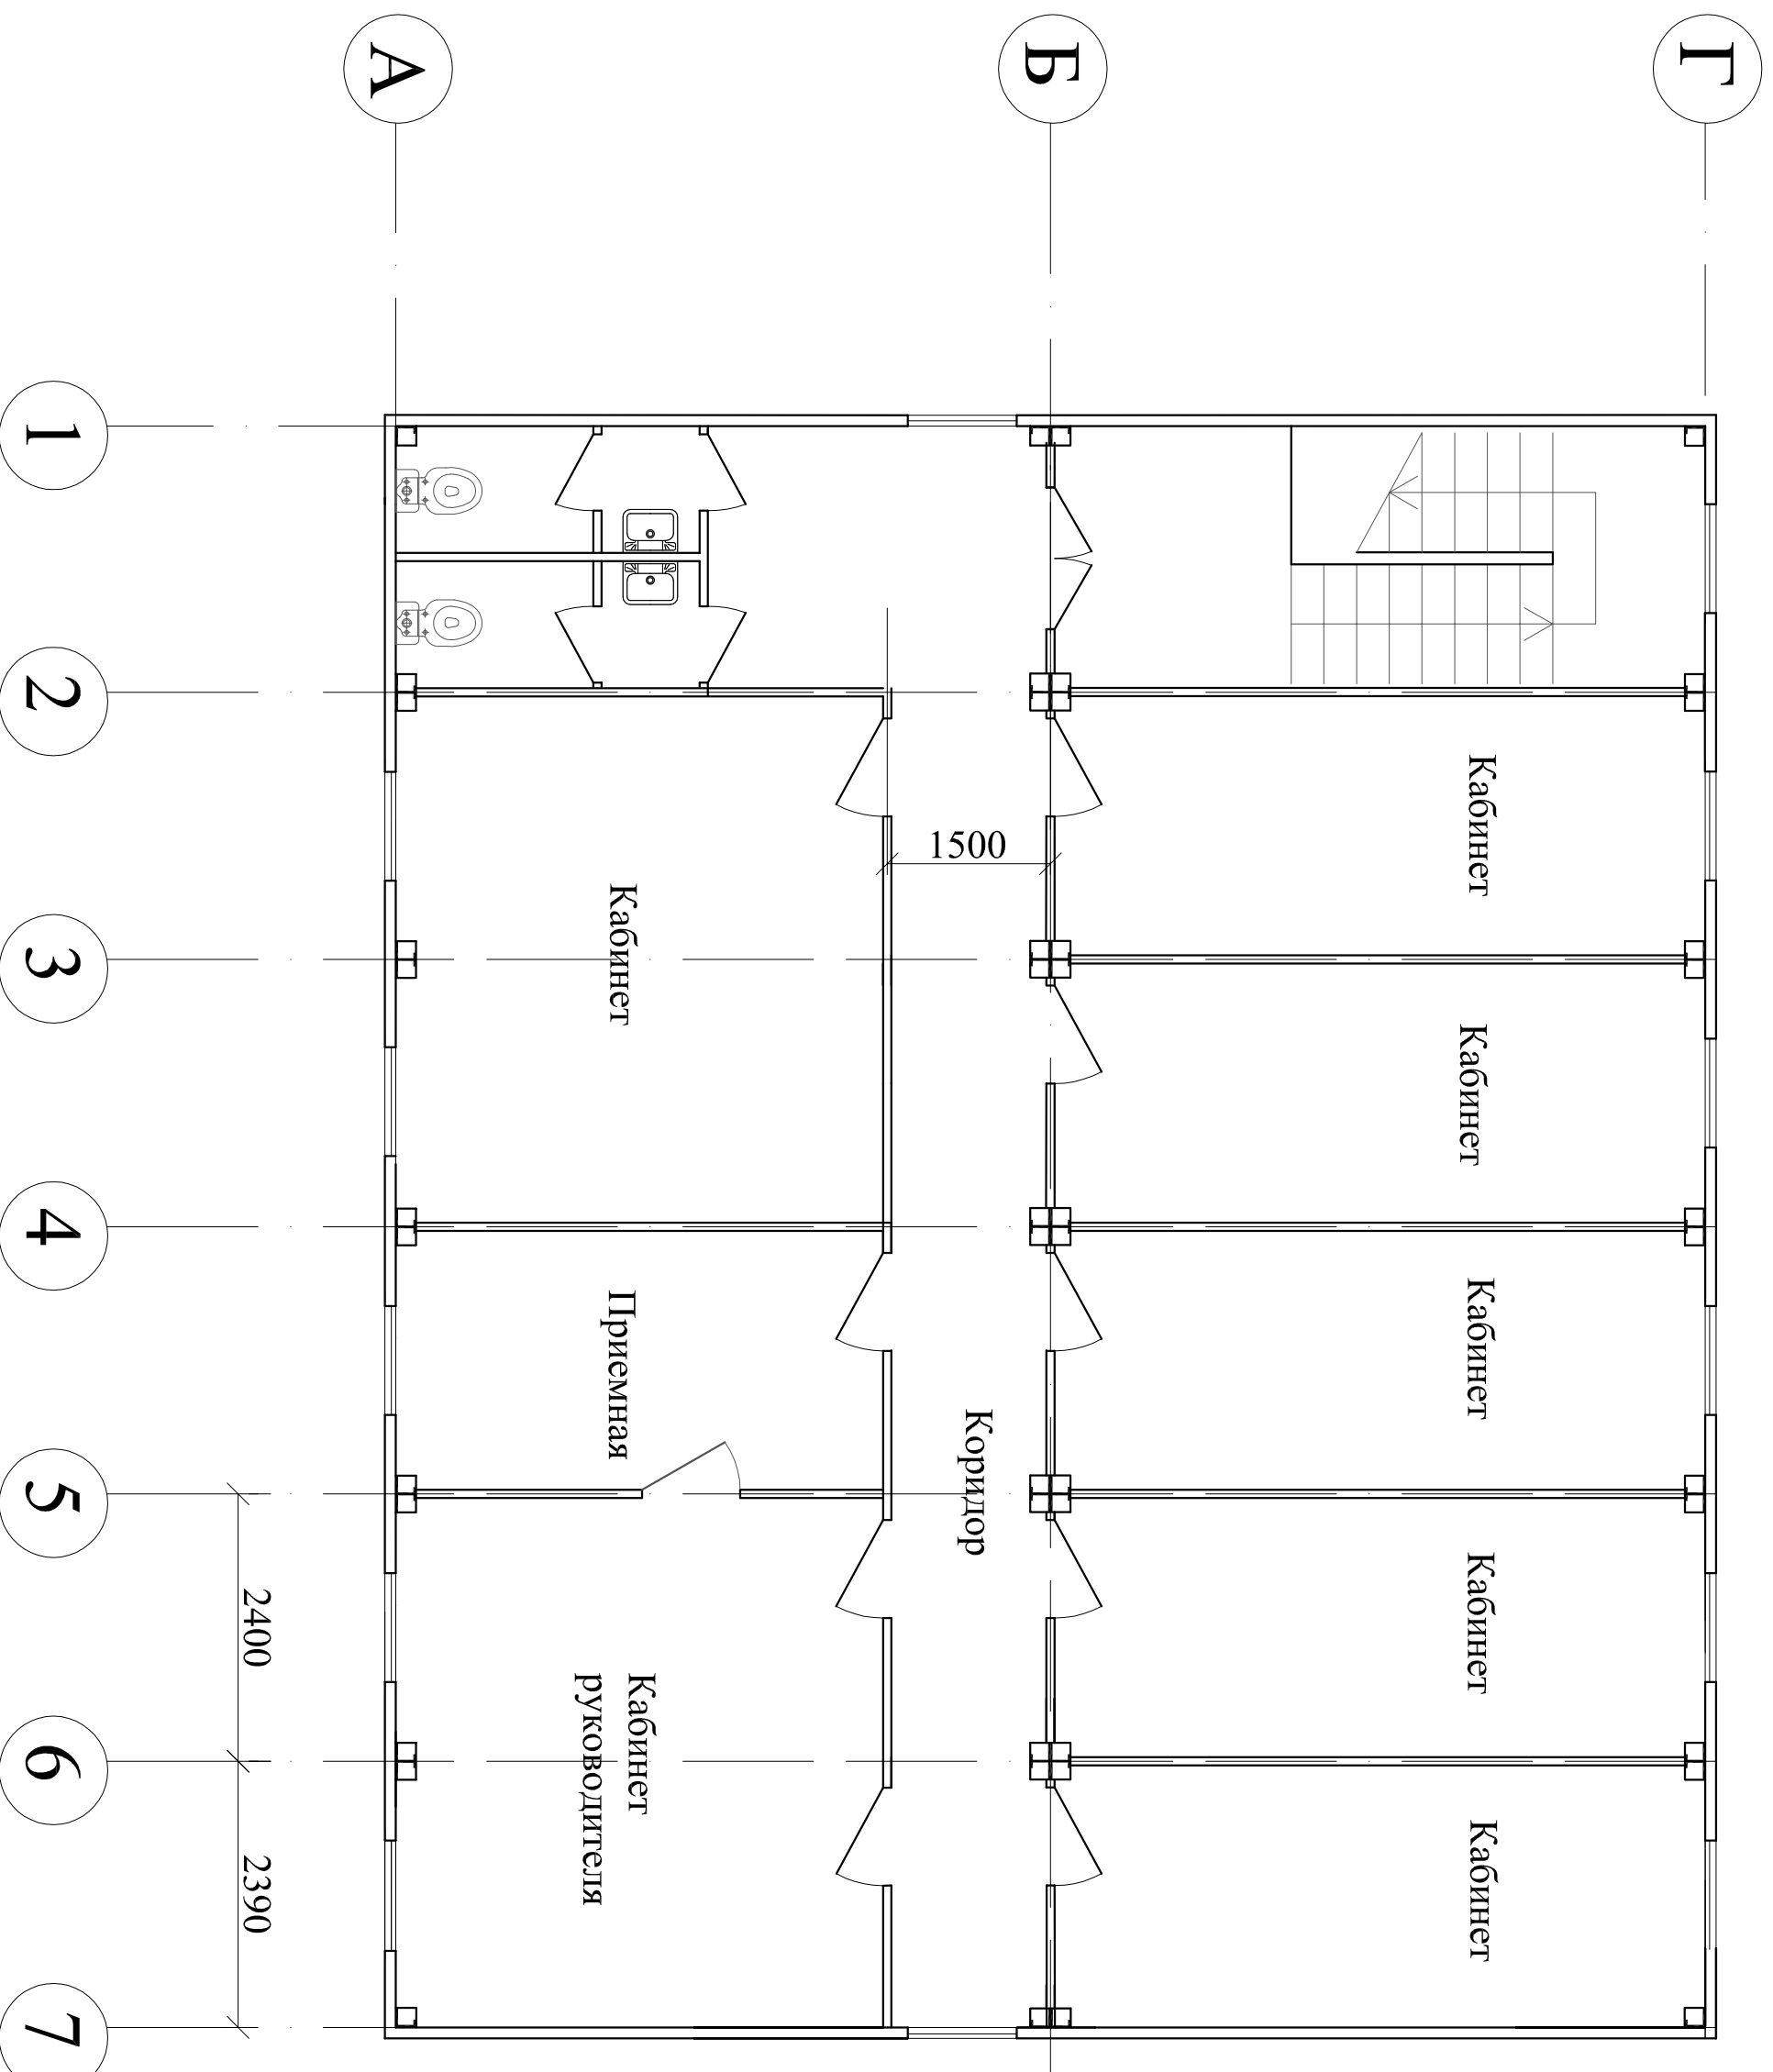 А
Б
Г
1
2
3
4
5
6
7
Кабинет
Кабинет
Кабинет
Кабинет
Кабинет
1500
Коридор
Кабинет
Приемная
Кабинет
руководителя
2400
2390